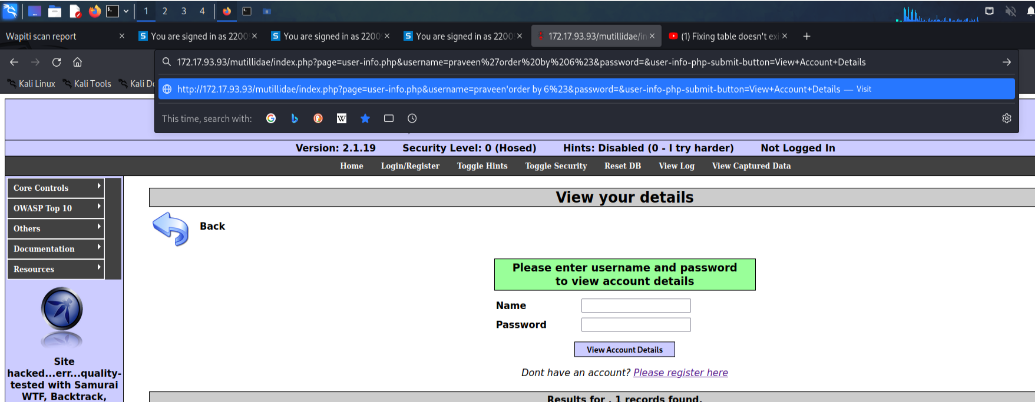 1 2 3 4
Wapiti scan report
You are signed in as 2200
You are signed in as 2200
You are signed in as 2200
172.17.93.93/mutillidae/in
(1) Fixing table doesn't exi
172.17.93.93/mutillidae/index.php?page=user-info.php&username=praveen%27order%20by%206%23&password=&user-info-php-submit-button=View+Account+Details
Kali Linux Kali Tools Kali D
http://172.17.93.93/mutillidae/index.php?page=user-info.php&username=praveen'order by 6%23&password=&user-info-php-submit-button=View+Account+Details — Visit
This time, search with:
Version: 2.1.19 Security Level: 0 (Hosed) Hints: Disabled (0 - I try harder) Not Logged In
Home Login/Register Toggle Hints Toggle Security Reset DB View Log View Captured Data
Core Controls
OWASP Top 10
Others
Documentation
Resources
Site
hacked...err...quality-
tested with Samurai
WTF, Backtrack,
View your details
Back
Please enter username and password
to view account details
Name
Password
View Account Details
Dont have an account? Please register here
Results for . 1 records found.